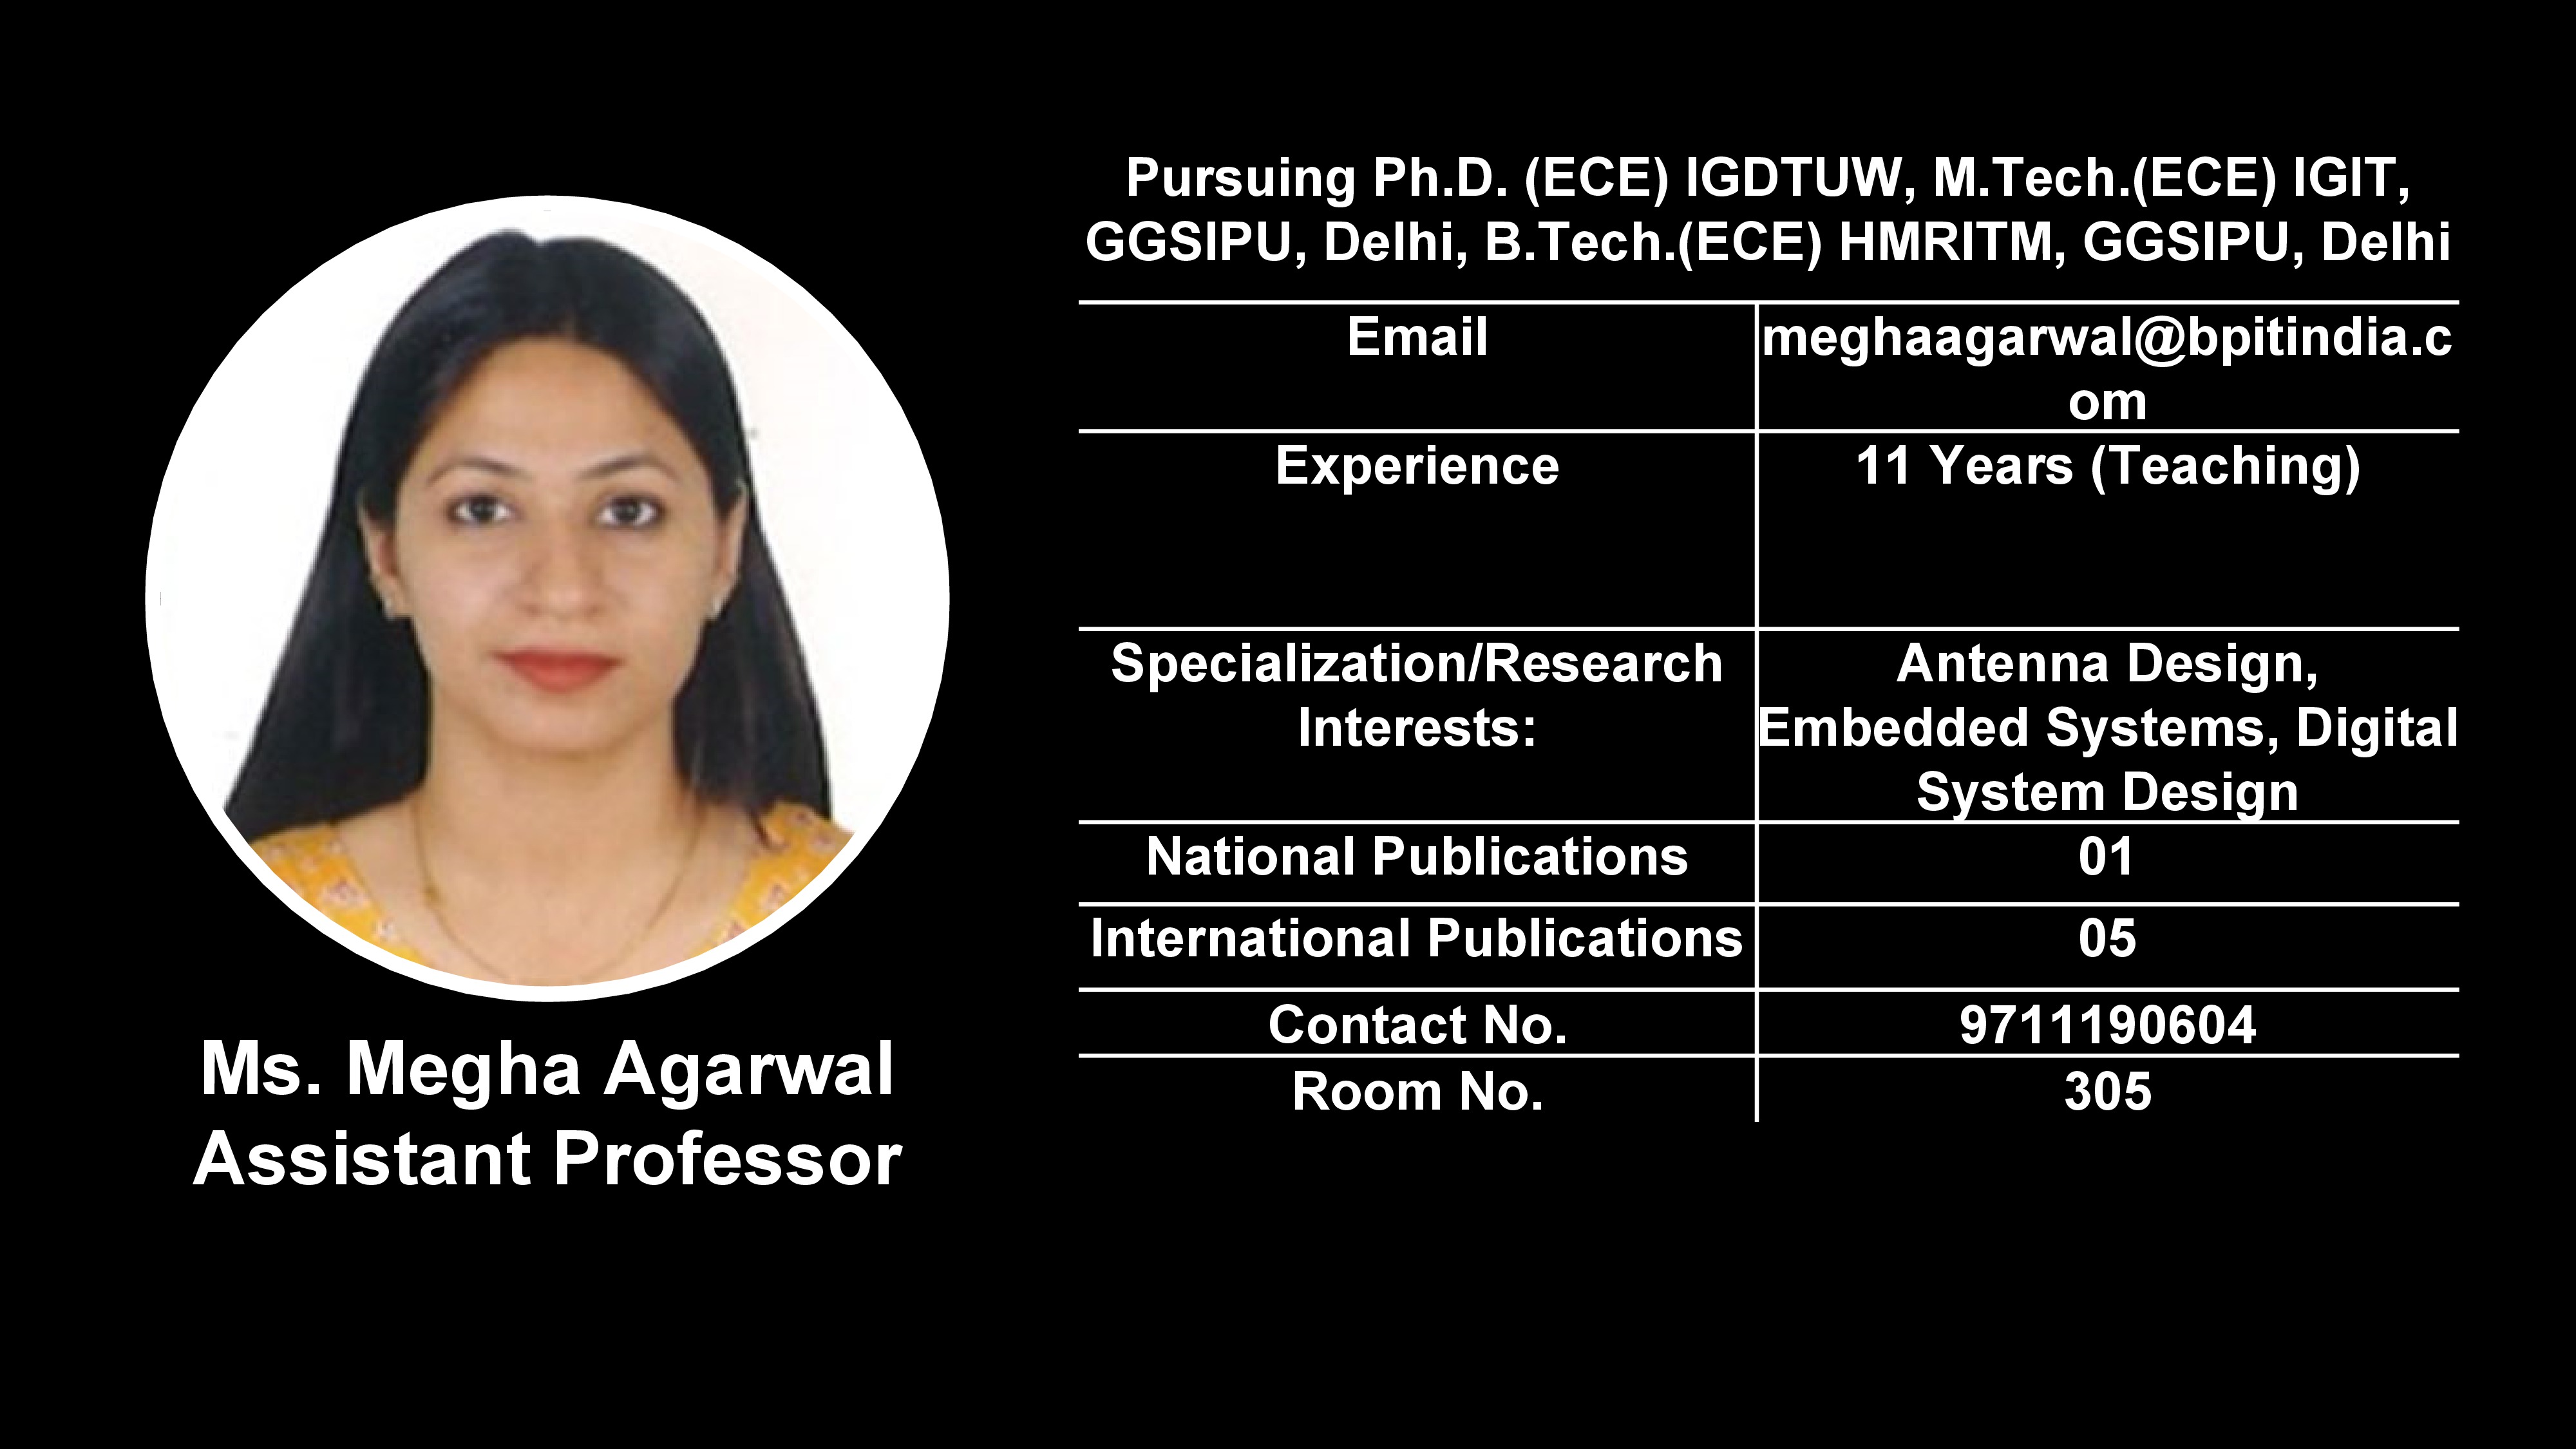 Pursuing Ph.D. (ECE) IGDTUW, M.Tech.(ECE) IGIT,
GGSIPU, Delhi, B.Tech.(ECE) HMRITM, GGSIPU, Delhi
Email
meghaagarwal@bpitindia.c
om
Experience
11 Years (Teaching)
Specialization/Research
Interests:
Antenna Design,
Embedded Systems, Digital
System Design
National Publications
01
International Publications
05
Contact No.
9711190604
Room No.
305
Ms. Megha Agarwal
Assistant Professor